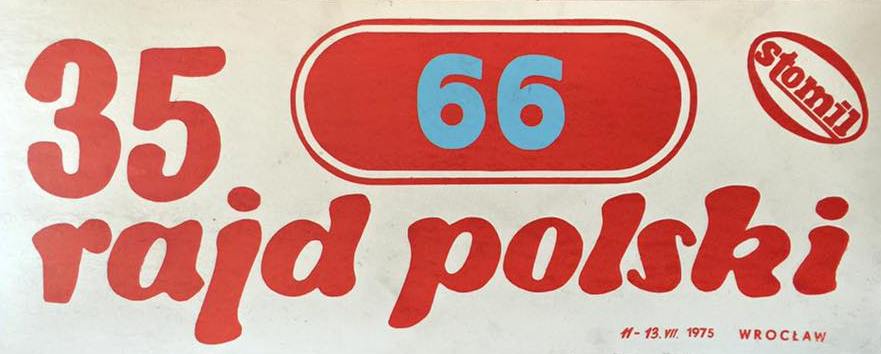 35
66
stomil
rajd polski
11-13.VII. 1975 WROCŁAW